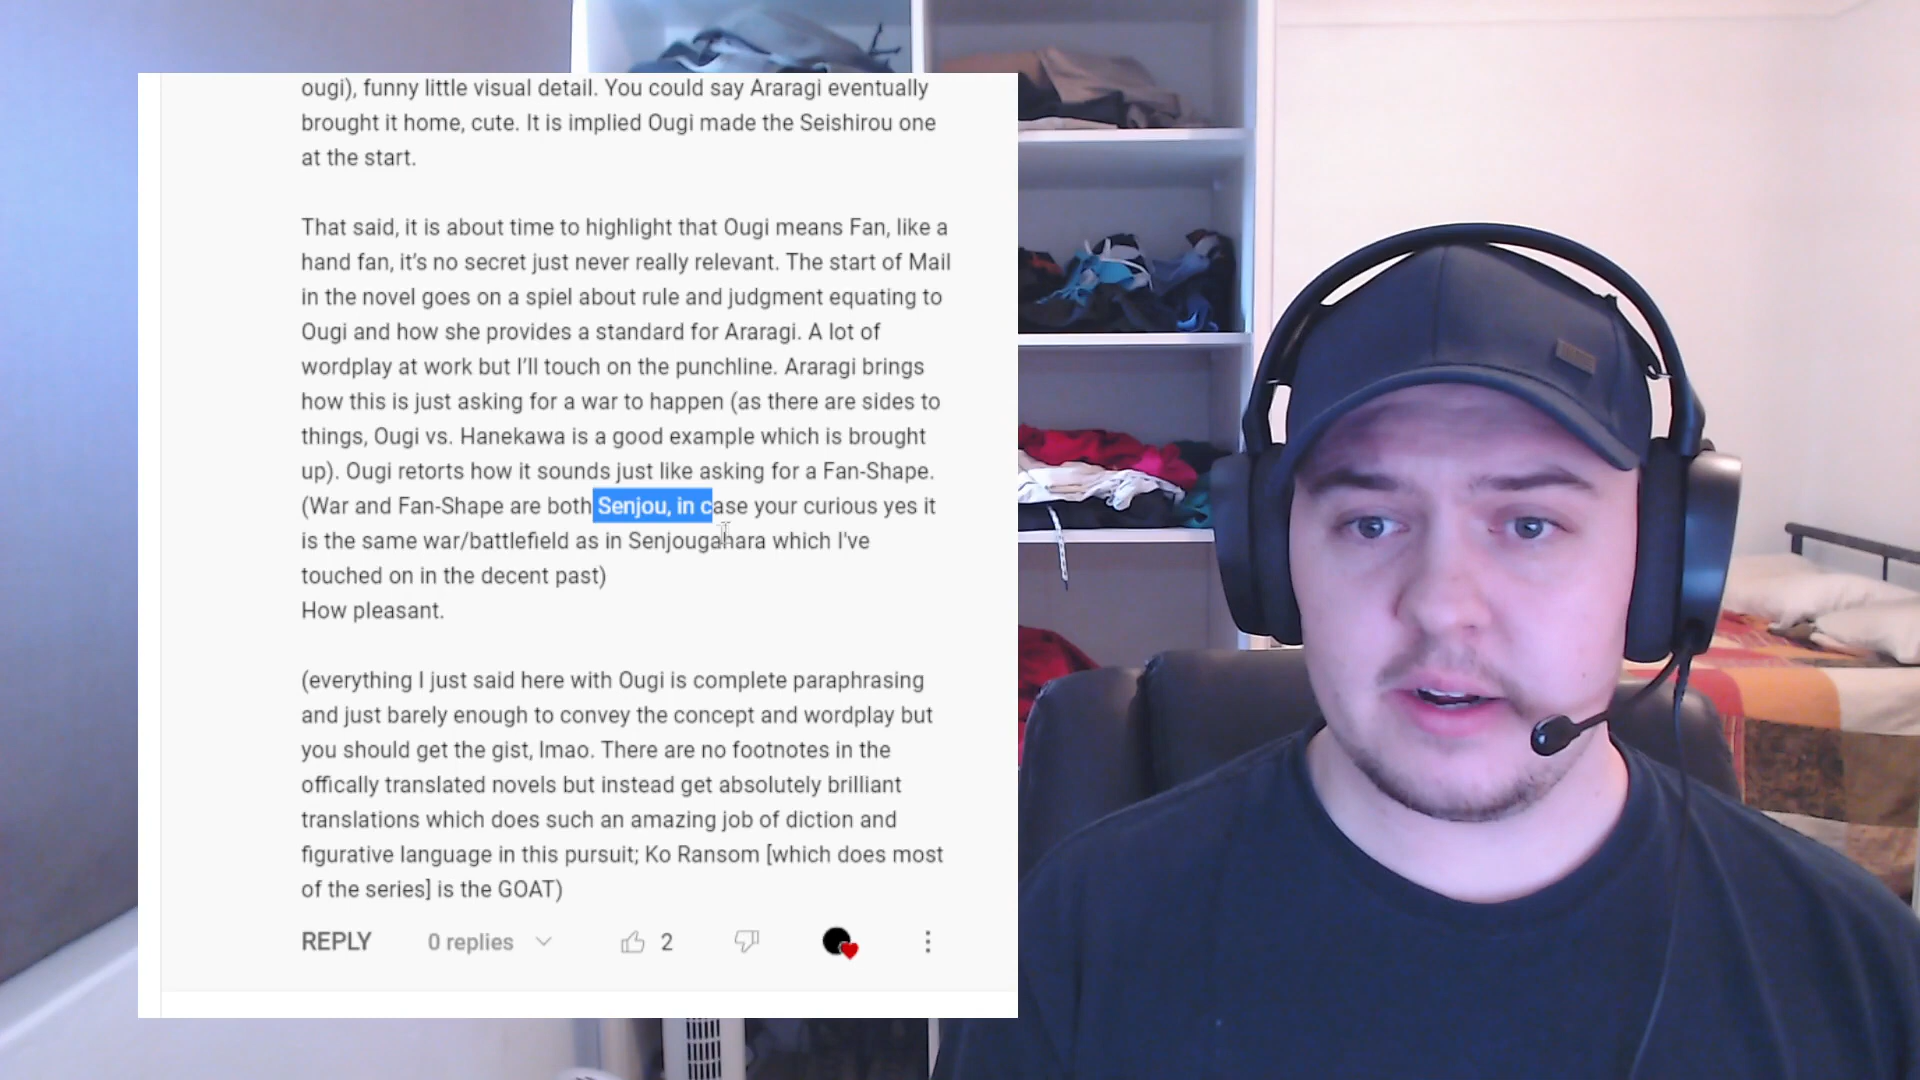 ougi), funny little visual detail. You could say Araragi eventually
brought it home, cute. It is implied Ougi made the Seishirou one
at the start.
That said, it is about time to highlight that Ougi means Fan, like a
hand fan, it’s no secret just never really relevant. The start of Mail
in the novel goes on a spiel about rule and judgment equating to
Ougi and how she provides a standard for Araragi. A lot of
wordplay at work but I’ll touch on the punchline. Araragi brings
how this is just asking for a war to happen (as there are sides to
things, Ougi vs. Hanekawa is a good example which is brought
up). Ougi retorts how it sounds just like asking for a Fan-Shape.
(War and Fan-Shape are both Senjou, in case your curious yes it
is the same war/battlefield as in Senjougahara which I've
touched on in the decent past)
How pleasant.
(everything I just said here with Ougi is complete paraphrasing
and just barely enough to convey the concept and wordplay but
you should get the gist, lmao. There are no footnotes in the
offically translated novels but instead get absolutely brilliant
translations which does such an amazing job of diction and
figurative language in this pursuit; Ko Ransom [which does most
of the series] is the GOAT)
REPLY 0 replies 2